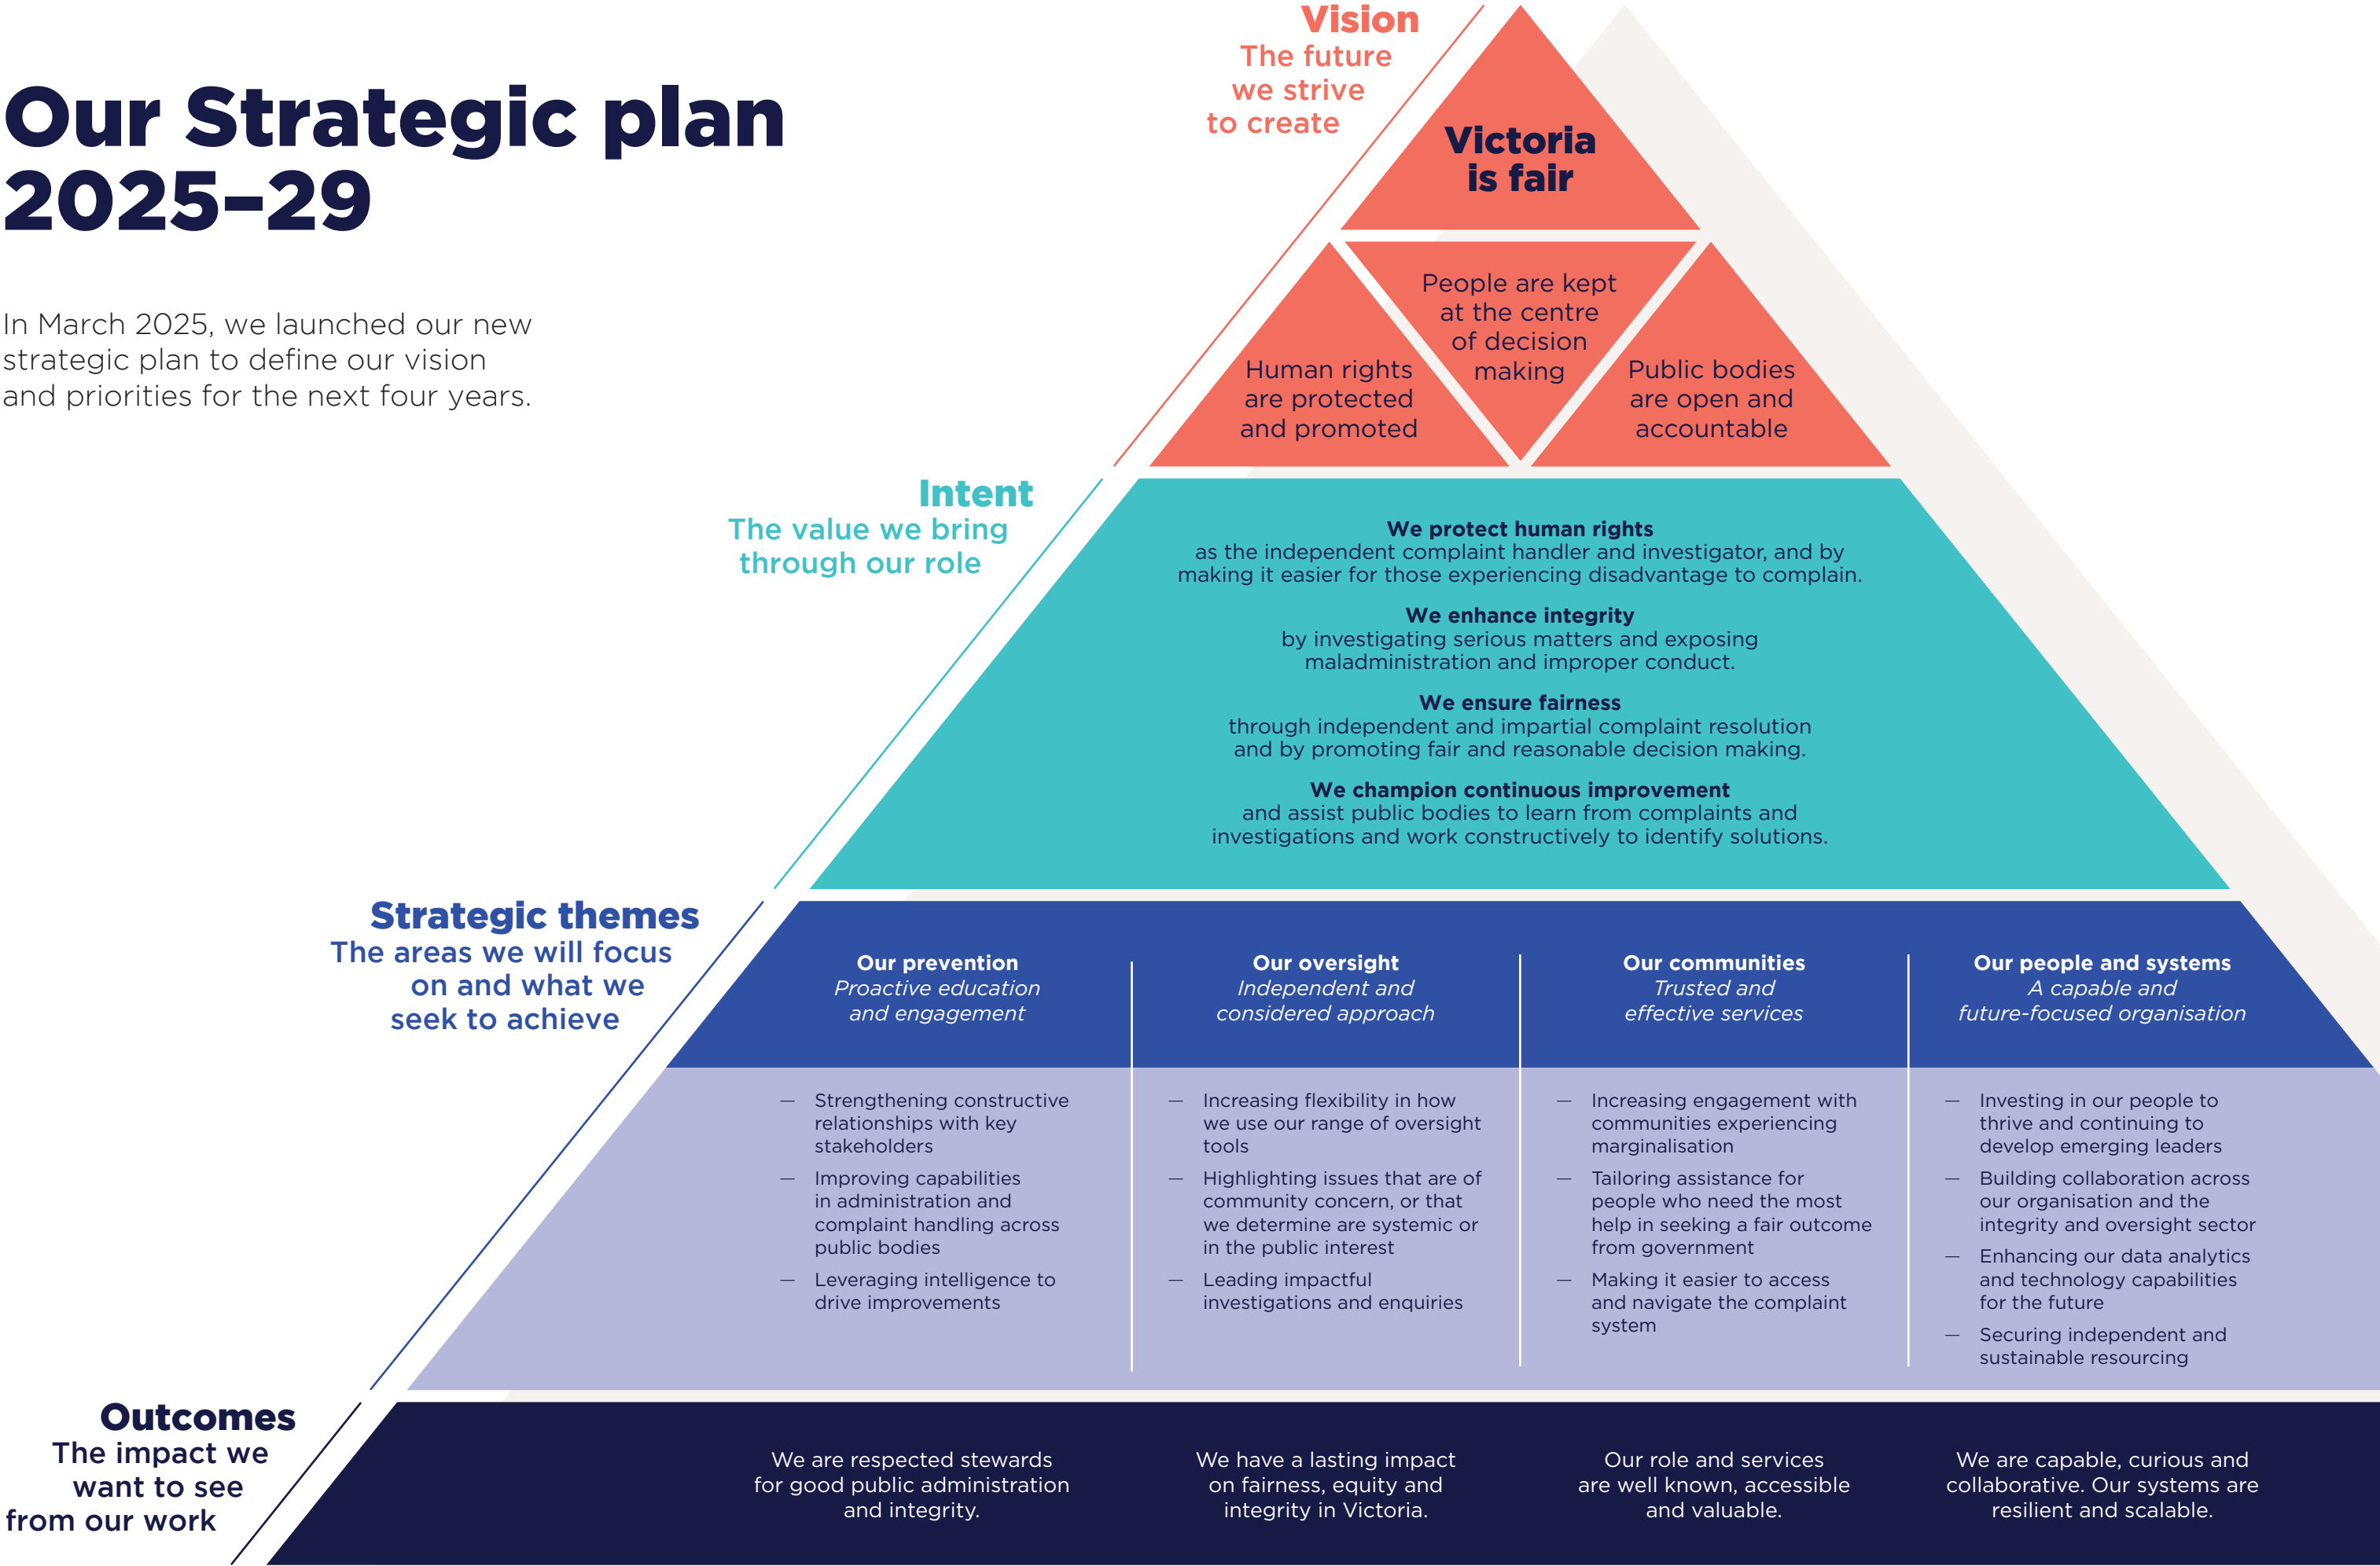 Our Strategic plan
2025–29
In March 2025, we launched our new
strategic plan to define our vision
and priorities for the next four years.
Vision
The future
we strive
to create
Victoria
is fair
Human rights
are protected
and promoted
People are kept
at the centre
of decision
making
Public bodies
are open and
accountable
Intent
The value we bring
through our role
We protect human rights
as the independent complaint handler and investigator, and by
making it easier for those experiencing disadvantage to complain.
We enhance integrity
by investigating serious matters and exposing
maladministration and improper conduct.
We ensure fairness
through independent and impartial complaint resolution
and by promoting fair and reasonable decision making.
We champion continuous improvement
and assist public bodies to learn from complaints and
investigations and work constructively to identify solutions.
Strategic themes
The areas we will focus
on and what we
seek to achieve
Our prevention
Proactive education
and engagement
— Strengthening constructive
relationships with key
stakeholders
— Improving capabilities
in administration and
complaint handling across
public bodies
— Leveraging intelligence to
drive improvements
Our oversight
Independent and
considered approach
— Increasing flexibility in how
we use our range of oversight
tools
— Highlighting issues that are of
community concern, or that
we determine are systemic or
in the public interest
— Leading impactful
investigations and enquiries
Our communities
Trusted and
effective services
— Increasing engagement with
communities experiencing
marginalisation
— Tailoring assistance for
people who need the most
help in seeking a fair outcome
from government
— Making it easier to access
and navigate the complaint
system
Our people and systems
A capable and
future-focused organisation
— Investing in our people to
thrive and continuing to
develop emerging leaders
— Building collaboration across
our organisation and the
integrity and oversight sector
— Enhancing our data analytics
and technology capabilities
for the future
— Securing independent and
sustainable resourcing
Outcomes
The impact we
want to see
from our work
We are respected stewards
for good public administration
and integrity.
We have a lasting impact
on fairness, equity and
integrity in Victoria.
Our role and services
are well known, accessible
and valuable.
We are capable, curious and
collaborative. Our systems are
resilient and scalable.